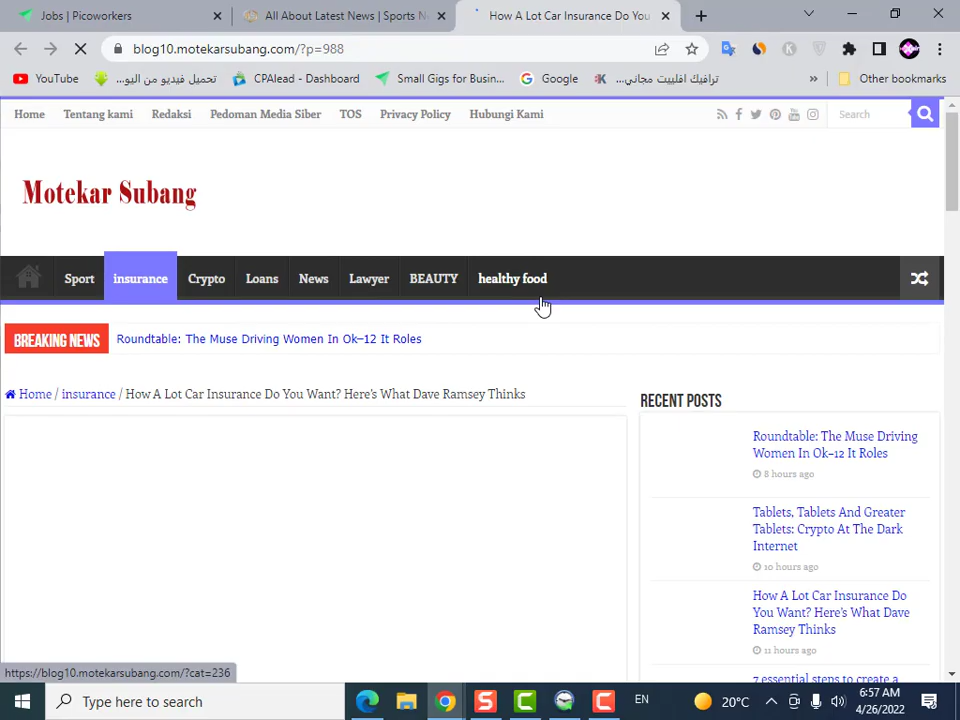 Jobs | Picoworkers
All About Latest News | Sports N
How A Lot Car Insurance Do You
blog10.motekarsubang.com/?p=988
YouTube
تحميل فيديو من اليو...
CPAlead - Dashboard
Small Gigs for Busin...
Google
ترافيك افلييت مجاني...
»
Other bookmarks
Home
Tentang kami
Redaksi
Pedoman Media Siber
TOS
Privacy Policy
Hubungi Kami
Search
Motekar Subang
Sport
insurance
Crypto
Loans
News
Lawyer
BEAUTY
healthy food
BREAKING NEWS
Roundtable: The Muse Driving Women In Ok–12 It Roles
Home / insurance / How A Lot Car Insurance Do You Want? Here's What Dave Ramsey Thinks
RECENT POSTS
Roundtable: The Muse Driving
Women In Ok–12 It Roles
8 hours ago
Tablets, Tablets And Greater
Tablets: Crypto At The Dark
Internet
10 hours ago
How A Lot Car Insurance Do
You Want? Here's What Dave
Ramsey Thinks
11 hours ago
7 essential steps to create a
https://blog10.motekarsubang.com/?cat=236
Type here to search
20°C
EN
6:57 AM
4/26/2022